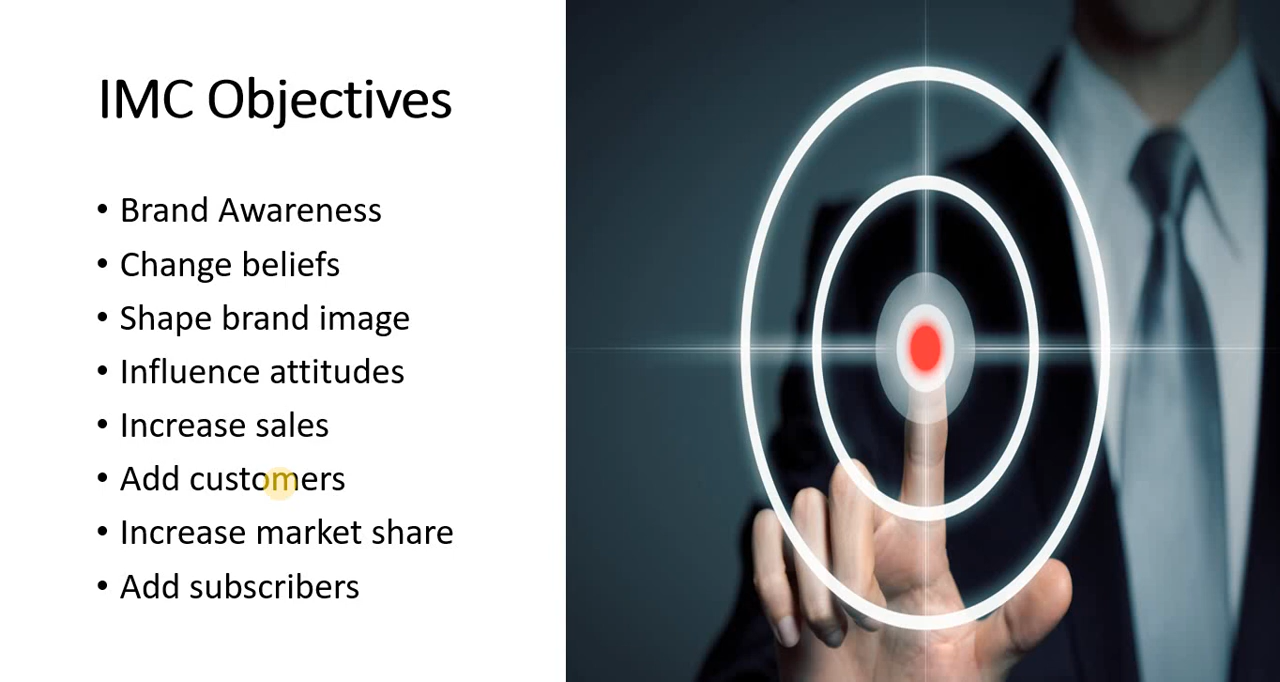 IMC Objectives
• Brand Awareness
• Change beliefs
• Shape brand image
• Influence attitudes
• Increase sales
• Add customers
• Increase market share
• Add subscribers